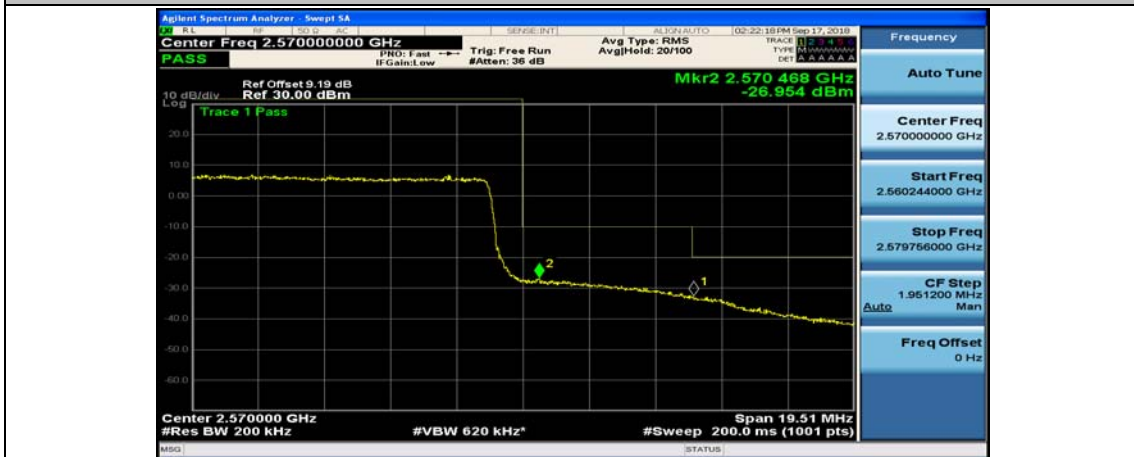 Agilent Spectrum Analyzer - Swept SA
RL RF 50 Ω AC SENSE:INT ALIGN AUTO 02:22:18 PM Sep 17, 2018
Center Freq 2.570000000 GHz
PASS
PNO: Fast
IFGain:Low
Trig: Free Run
#Atten: 36 dB
Avg Type: RMS
Avg|Hold: 20/100
TRACE 1 2 3 4 5 6
TYPE M
DET A A A A A A
Ref Offset 9.19 dB
Ref 30.00 dBm
10 dB/div
Log
Mkr2 2.570 468 GHz
-26.954 dBm
Trace 1 Pass
20.0
10.0
0.00
-10.0
-20.0
-30.0
-40.0
-50.0
-60.0
2
1
Center 2.570000 GHz
Span 19.51 MHz
#Res BW 200 kHz
#VBW 620 kHz*
#Sweep 200.0 ms (1001 pts)
MSG
STATUS
Frequency
Auto Tune
Center Freq
2.570000000 GHz
Start Freq
2.560244000 GHz
Stop Freq
2.579756000 GHz
CF Step
1.951200 MHz
Auto Man
Freq Offset
0 Hz